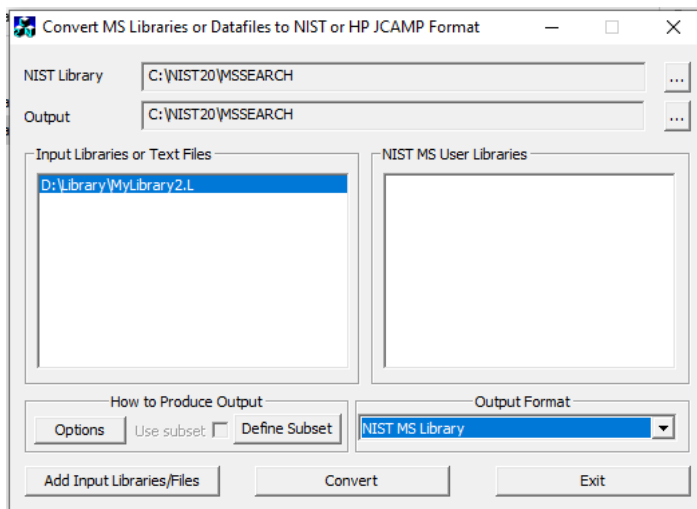 Convert MS Libraries or Datafiles to NIST or HP JCAMP Format
NIST Library C:\NIST20\MSSEARCH ...
Output C:\NIST20\MSSEARCH ...
Input Libraries or Text Files NIST MS User Libraries
D:\Library\MyLibrary2.L
How to Produce Output Output Format
Options Use subset Define Subset NIST MS Library
Add Input Libraries/Files Convert Exit